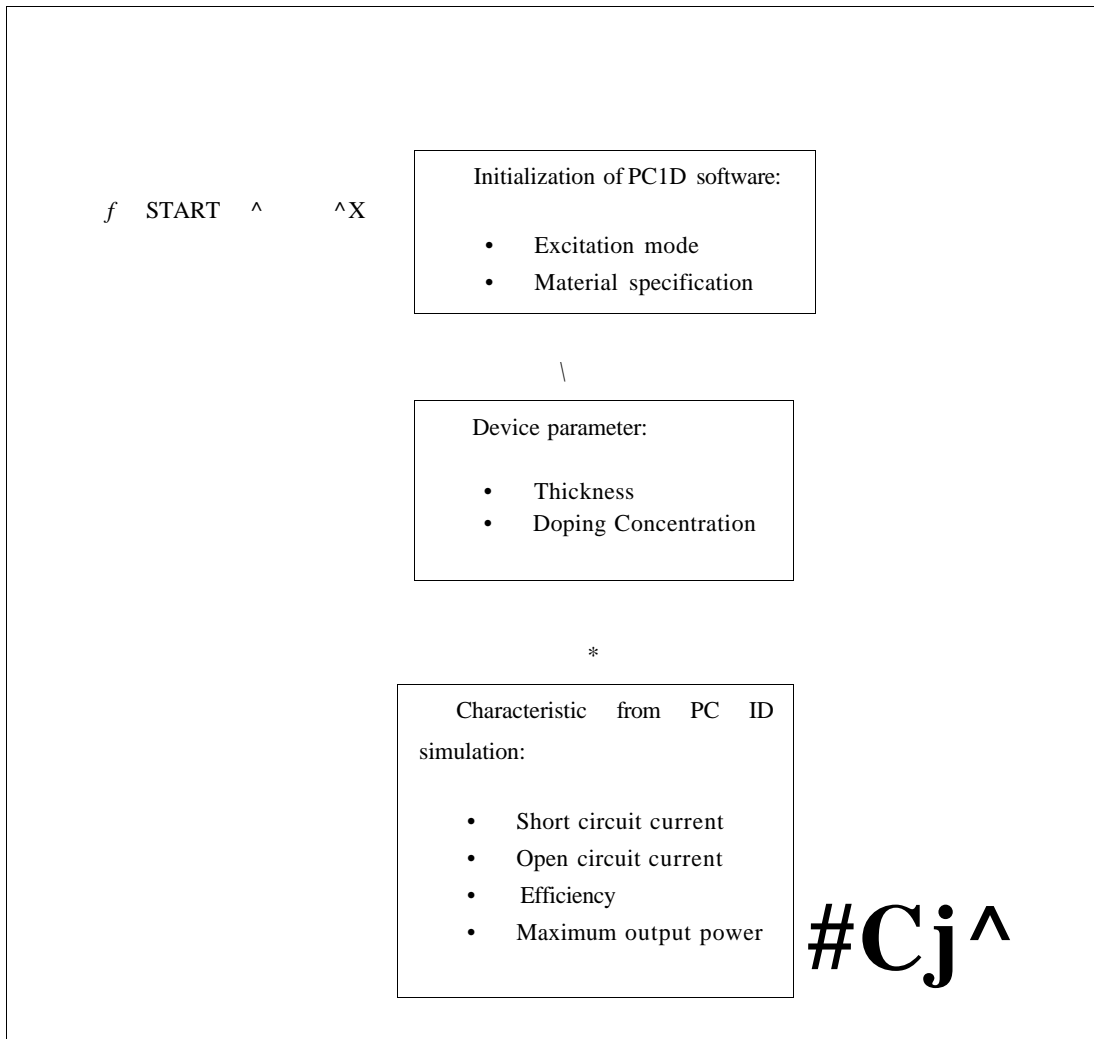 Initialization of PC1D software:
f START ^ ^X
• Excitation mode
• Material specification
\
Device parameter:
• Thickness
• Doping Concentration
*
Characteristic from PC ID
simulation:
• Short circuit current
• Open circuit current
• Efficiency
• Maximum output power
#Cj^